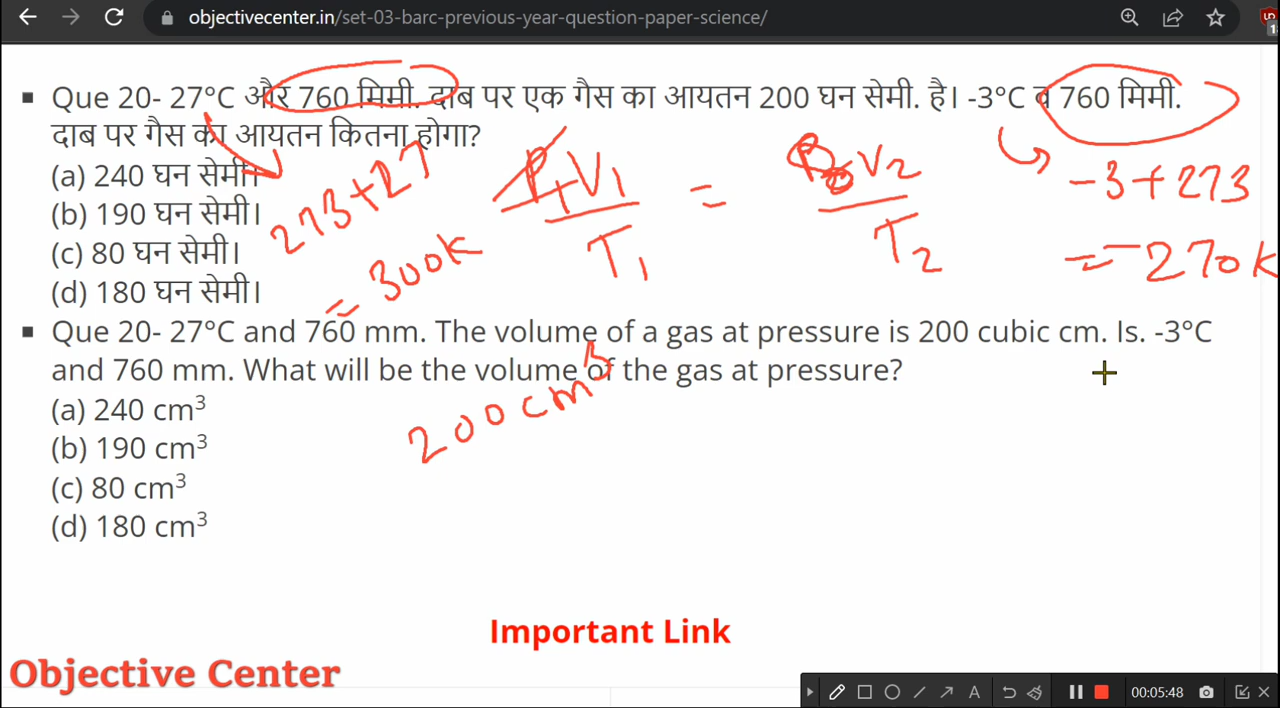 objectivecenter.in/set-03-barc-previous-year-question-paper-science/
Que 20- 27°C और 760 मिमी. दाब पर एक गैस का आयतन 200 घन सेमी. है। -3°C व 760 मिमी.
दाब पर गैस का आयतन कितना होगा?
(a) 240 घन सेमी।
(b) 190 घन सेमी।
(c) 80 घन सेमी।
(d) 180 घन सेमी।
273+27
= 300K
P1V1
T1
=
V2
T2
-3+273
= 270K
Que 20- 27°C and 760 mm. The volume of a gas at pressure is 200 cubic cm. Is. -3°C
and 760 mm. What will be the volume of the gas at pressure?
200cm³
(a) 240 cm³
(b) 190 cm³
(c) 80 cm³
(d) 180 cm³
Important Link
Objective Center
A
00:05:48